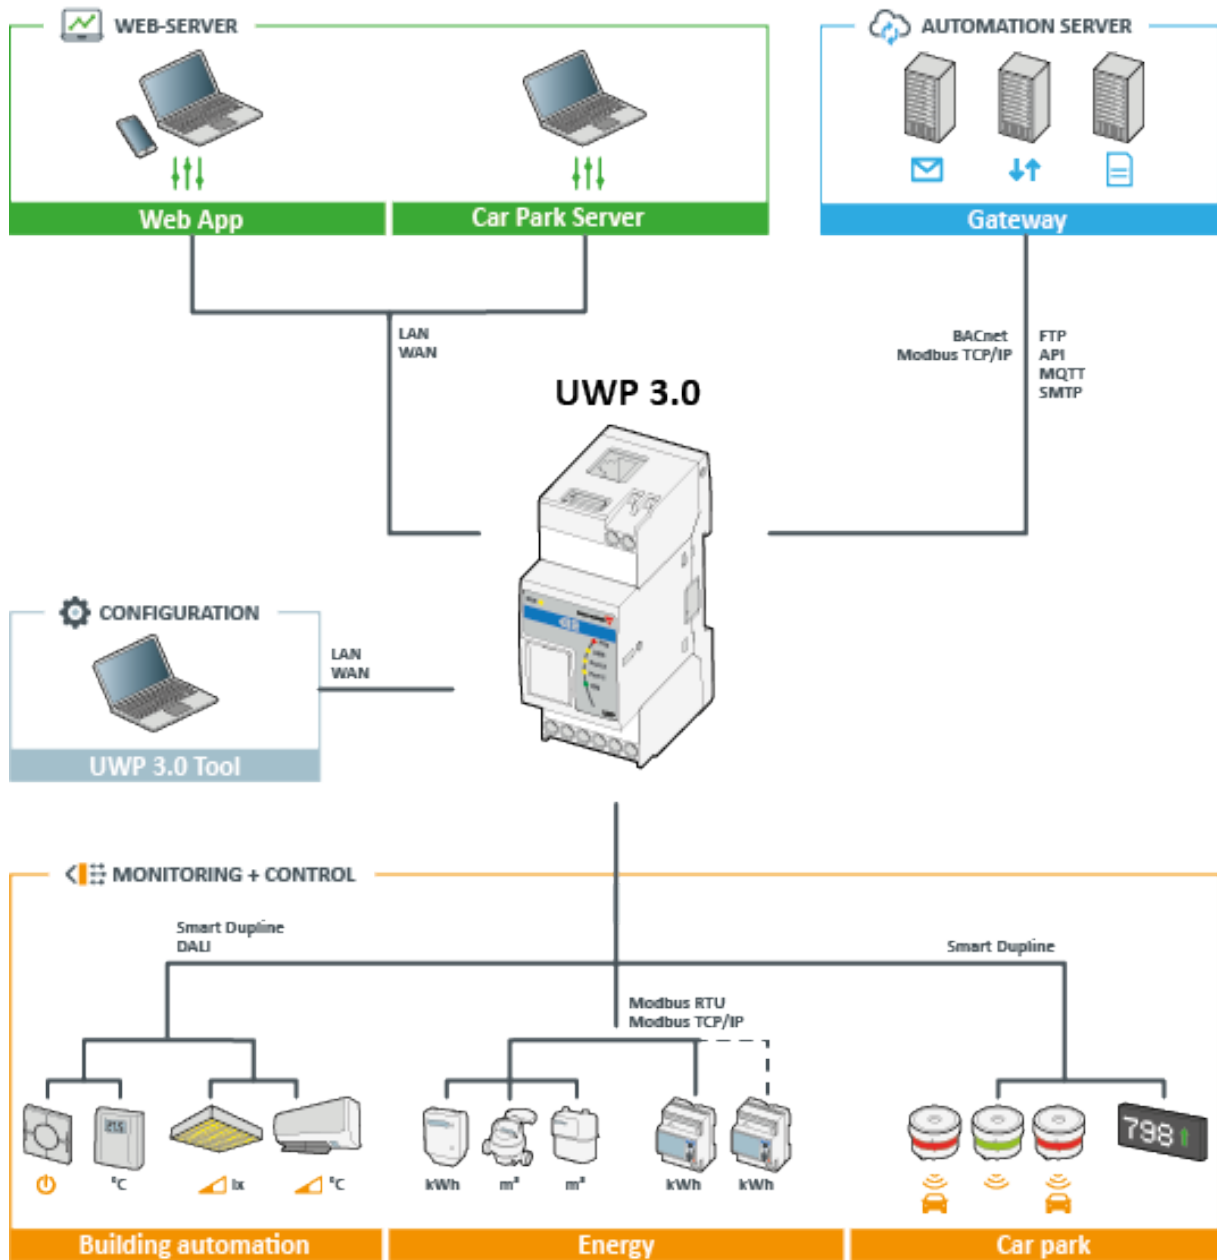 WEB-SERVER
AUTOMATION SERVER
Web App
Car Park Server
Gateway
LAN
WAN
BACnet
Modbus TCP/IP
FTP
API
MQTT
SMTP
UWP 3.0
CONFIGURATION
LAN
WAN
UWP 3.0 Tool
MONITORING + CONTROL
Smart Dupline
DALI
Smart Dupline
Modbus RTU
Modbus TCP/IP
798
°C
lx
°C
kWh
m³
m³
kWh
kWh
Building automation
Energy
Car park